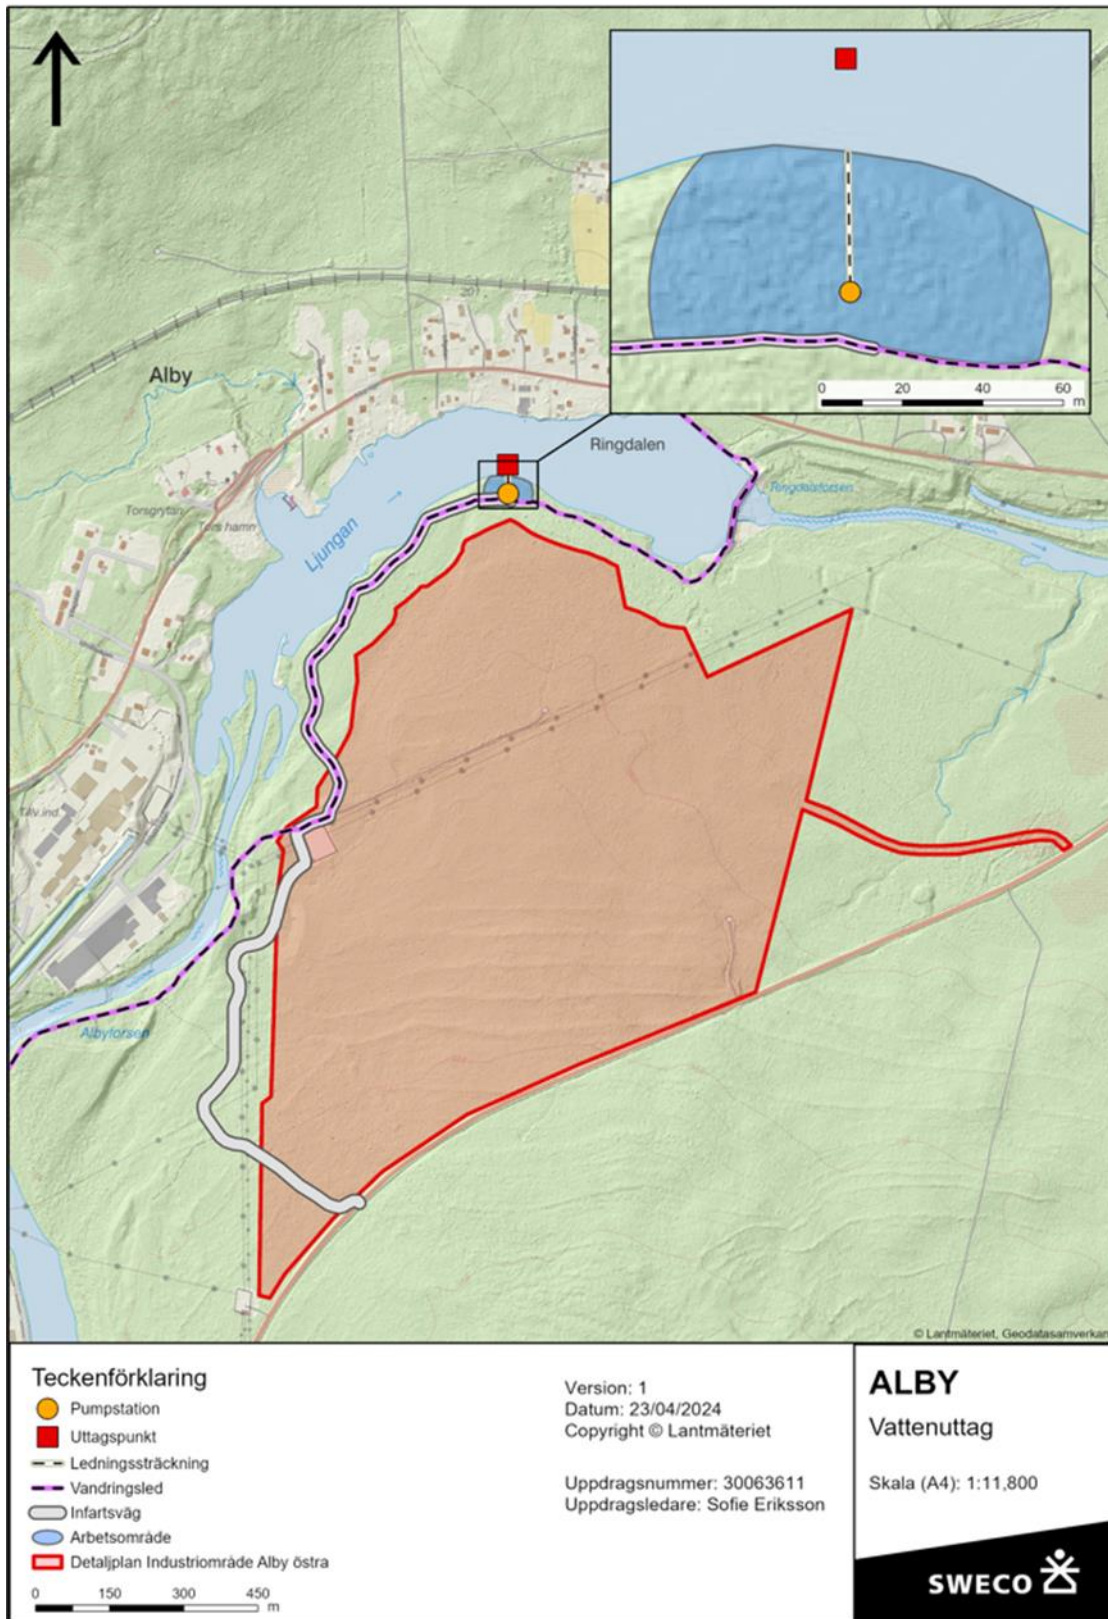 0 20 40 60
m
Alby
20
Ringdalen
Ringdalsforsen
Torsgrytan
Tors hamn
Ljungan
Tillv.ind.
Albyforsen
© Lantmäteriet, Geodatasamverkan
Teckenförklaring
Pumpstation
Uttagspunkt
Ledningssträckning
Vandringsled
Infartsväg
Arbetsområde
Detaljplan Industriområde Alby östra
0 150 300 450
m
Version: 1
Datum: 23/04/2024
Copyright © Lantmäteriet
Uppdragsnummer: 30063611
Uppdragsledare: Sofie Eriksson
ALBY
Vattenuttag
Skala (A4): 1:11,800
SWECO